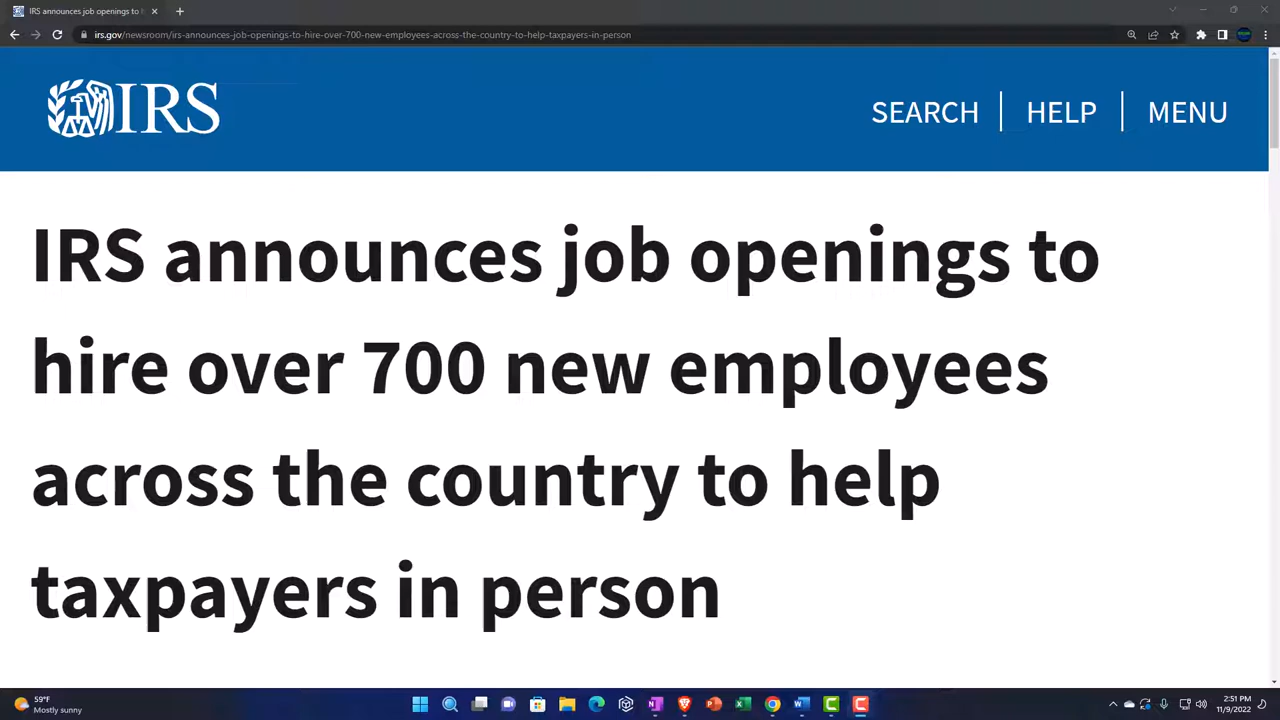 IRS announces job openings to h
irs.gov/newsroom/irs-announces-job-openings-to-hire-over-700-new-employees-across-the-country-to-help-taxpayers-in-person
IRS
SEARCH HELP MENU
IRS announces job openings to
hire over 700 new employees
across the country to help
taxpayers in person
59°F
Mostly sunny
2:51 PM
11/9/2022